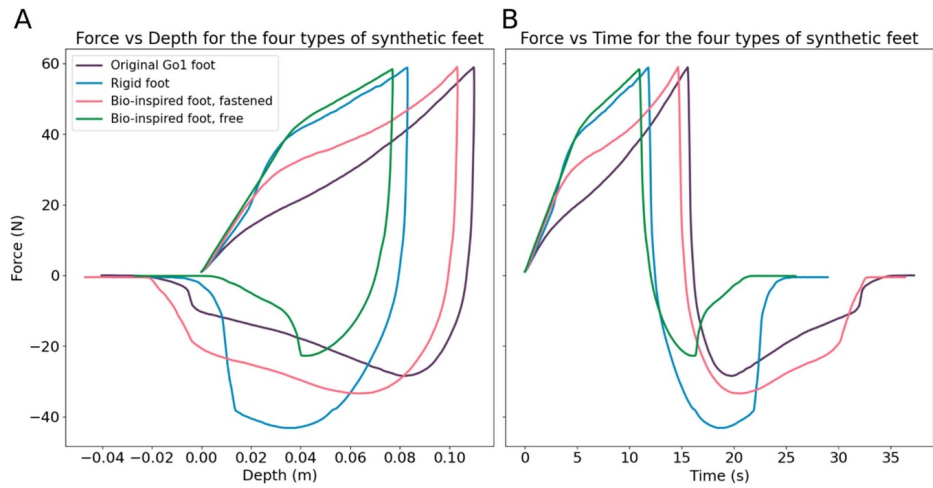 A
B
Force vs Depth for the four types of synthetic feet
Force vs Time for the four types of synthetic feet
Original Go1 foot
Rigid foot
Bio-inspired foot, fastened
Bio-inspired foot, free
Force (N)
60
40
20
0
−20
−40
−0.04 −0.02 0.00 0.02 0.04 0.06 0.08 0.10
Depth (m)
0 5 10 15 20 25 30 35
Time (s)